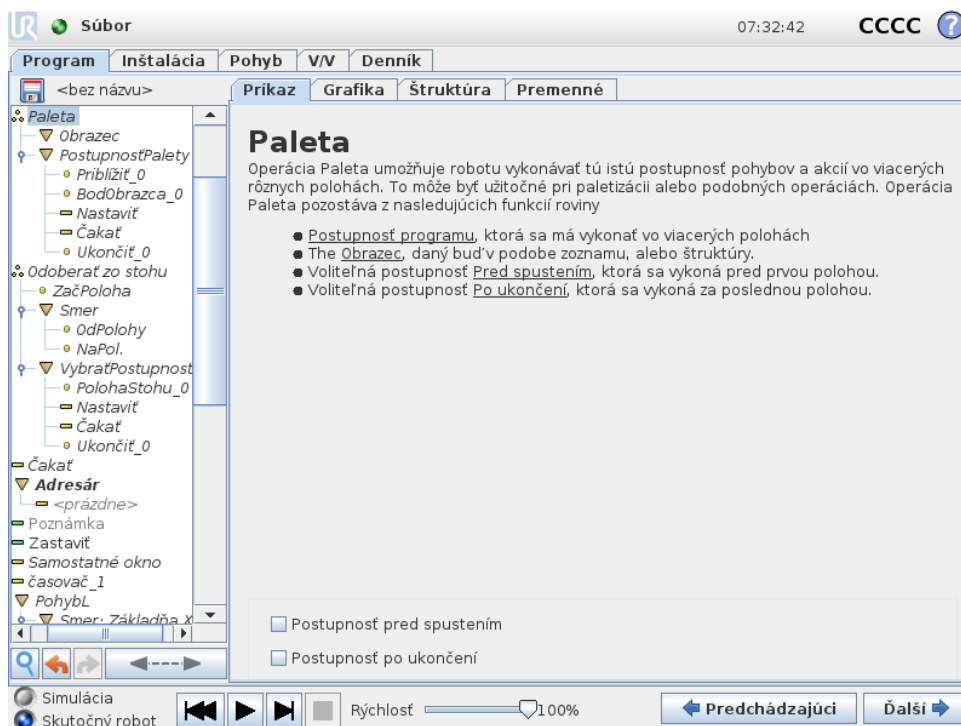 UR Súbor 07:32:42 CCCC ?
Program Inštalácia Pohyb V/V Denník
<bez názvu>
Príkaz Grafika Štruktúra Premenné
Paleta
Obrazec
PostupnosťPalety
Priblížiť_0
BodObrazca_0
Nastaviť
Čakať
Ukončiť_0
Odoberať zo stohu
ZačPoloha
Smer
OdPolohy
NaPol.
VybraťPostupnost
PolohaStohu_0
Nastaviť
Čakať
Ukončiť_0
Čakať
Adresár
<prázdne>
Poznámka
Zastaviť
Samostatné okno
časovač_1
PohybL
Smer: Základňa X
Paleta
Operácia Paleta umožňuje robotu vykonávať tú istú postupnosť pohybov a akcií vo viacerých
rôznych polohách. To môže byť užitočné pri paletizácii alebo podobných operáciách. Operácia
Paleta pozostáva z nasledujúcich funkcií roviny
Postupnosť programu, ktorá sa má vykonať vo viacerých polohách
The Obrazec, daný buď v podobe zoznamu, alebo štruktúry.
Voliteľná postupnosť Pred spustením, ktorá sa vykoná pred prvou polohou.
Voliteľná postupnosť Po ukončení, ktorá sa vykoná za poslednou polohou.
Postupnosť pred spustením
Postupnosť po ukončení
Simulácia
Skutočný robot
Rýchlosť 100%
Predchádzajúci
Ďalší